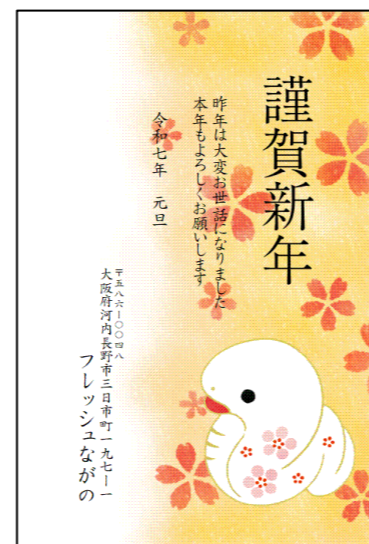 謹賀新年
昨年は大変お世話になりました
本年もよろしくお願いします
令和七年　元旦
〒五八六ー〇〇四八
大阪府河内長野市三日市町一九七ー一
フレッシュながの